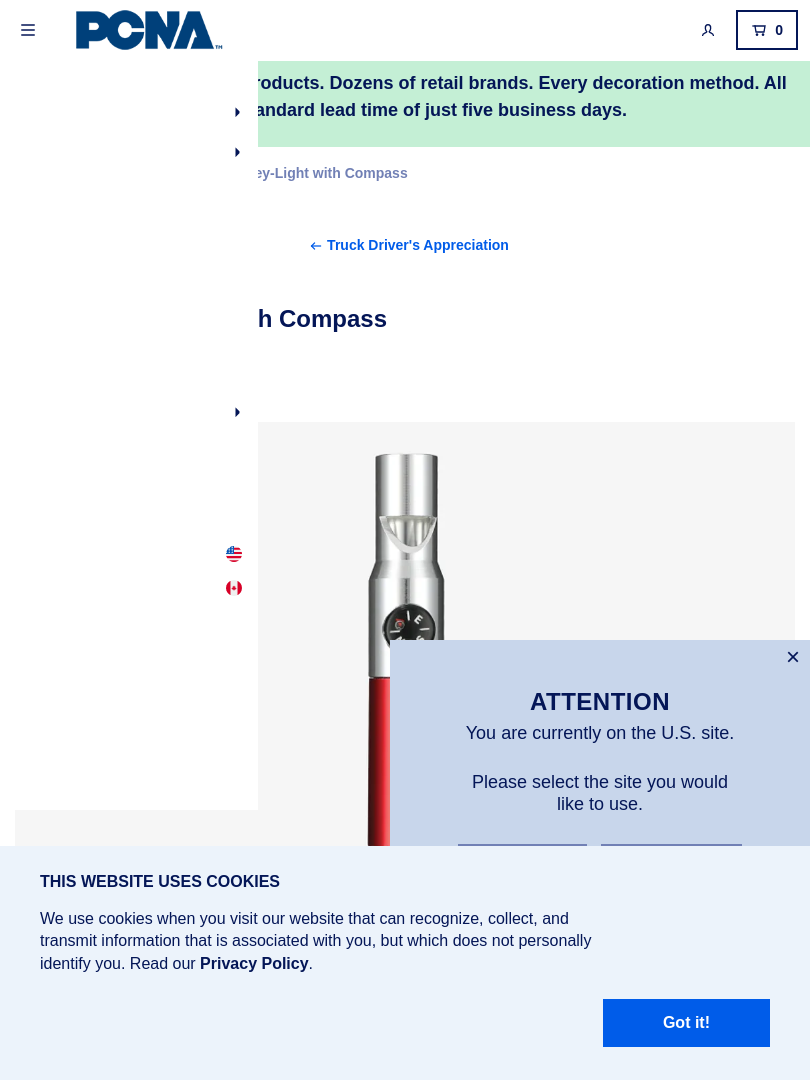 PCNA™
0
roducts. Dozens of retail brands. Every decoration method. All
andard lead time of just five business days.
ey-Light with Compass
Truck Driver's Appreciation
h Compass
E
ATTENTION
You are currently on the U.S. site.
Please select the site you would
like to use.
THIS WEBSITE USES COOKIES
We use cookies when you visit our website that can recognize, collect, and
transmit information that is associated with you, but which does not personally
identify you. Read our Privacy Policy.
Got it!